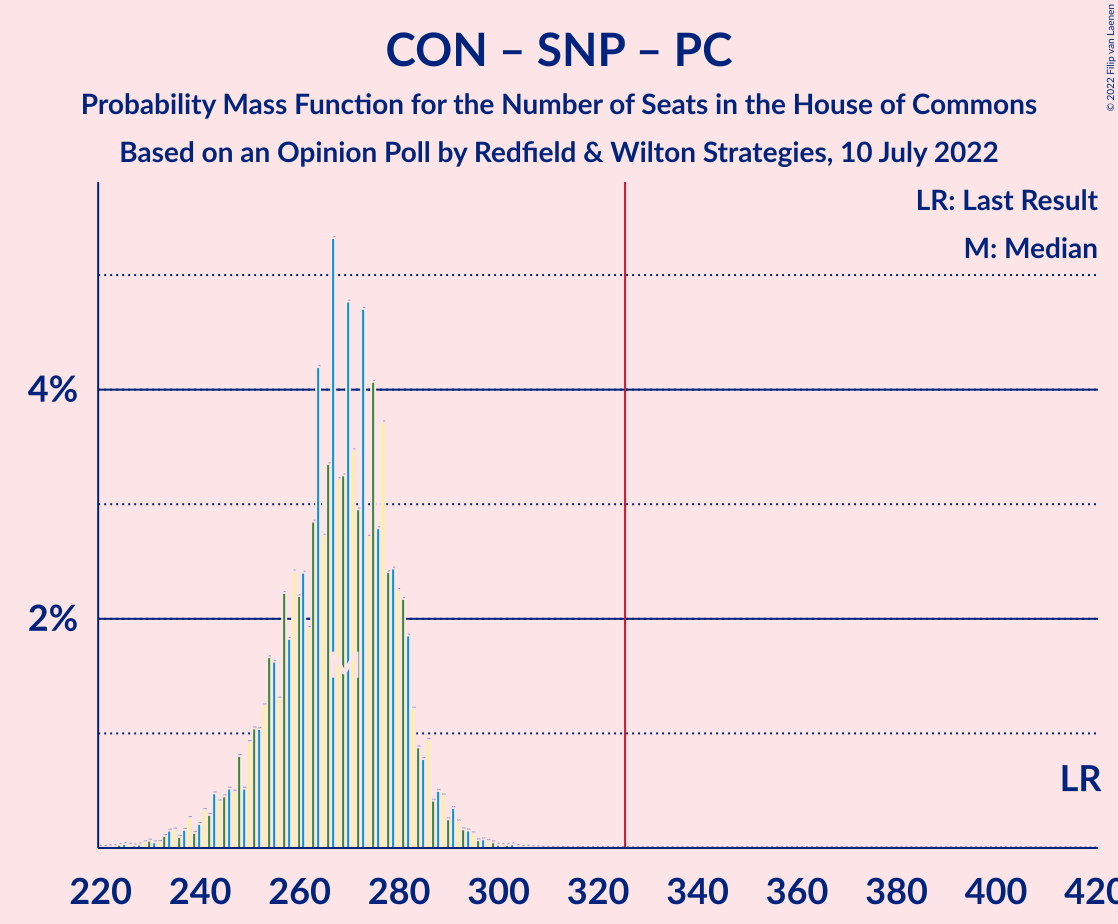 CON – SNP – PC
Probability Mass Function for the Number of Seats in the House of Commons
Based on an Opinion Poll by Redfield & Wilton Strategies, 10 July 2022
© 2022 Filip van Laenen
LR: Last Result
M: Median
4%
2%
M
LR
220 240 260 280 300 320 340 360 380 400 420